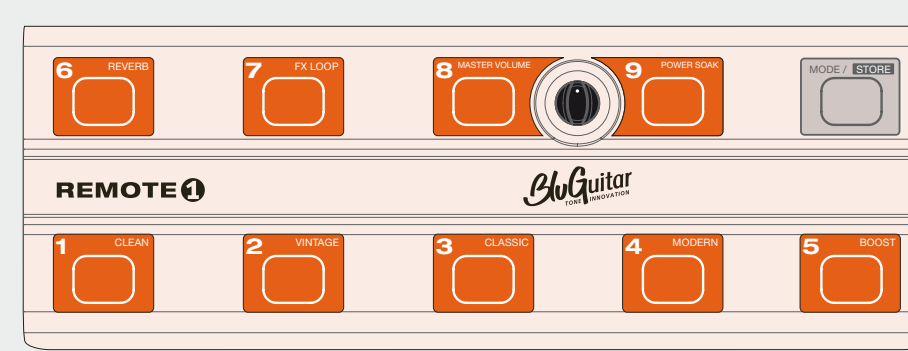 6 REVERB
7 FX LOOP
8 MASTER VOLUME
9 POWER SOAK
MODE / STORE
REMOTE 1
BluGuitar
TONE INNOVATION
1 CLEAN
2 VINTAGE
3 CLASSIC
4 MODERN
5 BOOST